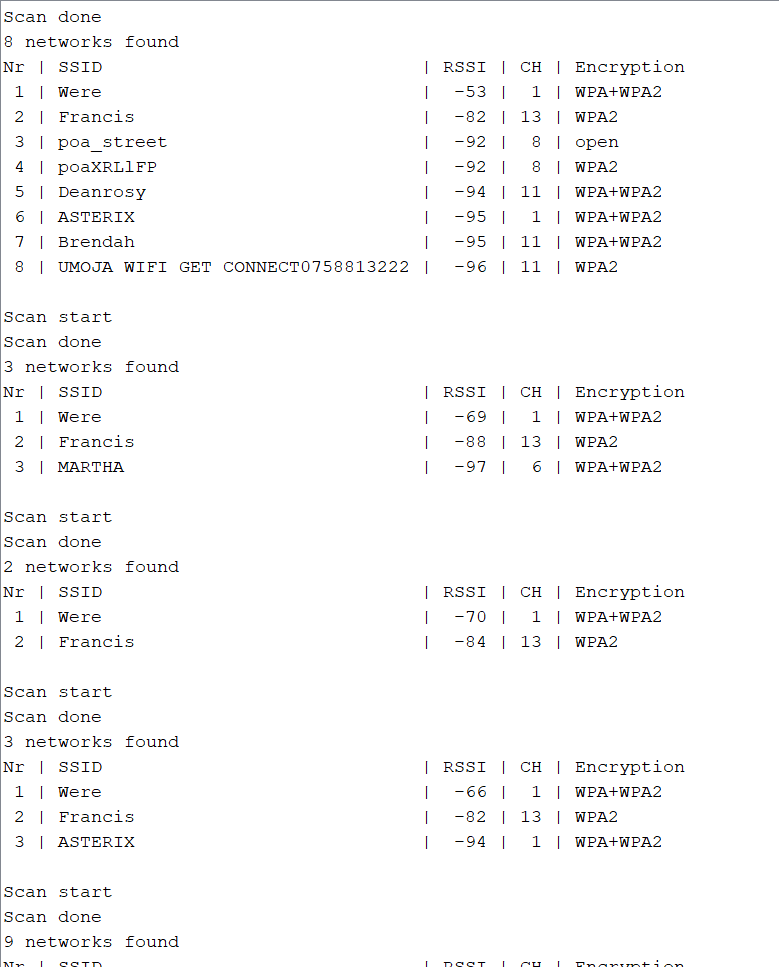 Scan done
8 networks found
Nr | SSID                             | RSSI | CH | Encryption
 1 | Were                             |  -53 |  1 | WPA+WPA2
 2 | Francis                          |  -82 | 13 | WPA2
 3 | poa_street                       |  -92 |  8 | open
 4 | poaXRLlFP                        |  -92 |  8 | WPA2
 5 | Deanrosy                         |  -94 | 11 | WPA+WPA2
 6 | ASTERIX                          |  -95 |  1 | WPA+WPA2
 7 | Brendah                          |  -95 | 11 | WPA+WPA2
 8 | UMOJA WIFI GET CONNECT0758813222 |  -96 | 11 | WPA2

Scan start
Scan done
3 networks found
Nr | SSID                             | RSSI | CH | Encryption
 1 | Were                             |  -69 |  1 | WPA+WPA2
 2 | Francis                          |  -88 | 13 | WPA2
 3 | MARTHA                           |  -97 |  6 | WPA+WPA2

Scan start
Scan done
2 networks found
Nr | SSID                             | RSSI | CH | Encryption
 1 | Were                             |  -70 |  1 | WPA+WPA2
 2 | Francis                          |  -84 | 13 | WPA2

Scan start
Scan done
3 networks found
Nr | SSID                             | RSSI | CH | Encryption
 1 | Were                             |  -66 |  1 | WPA+WPA2
 2 | Francis                          |  -82 | 13 | WPA2
 3 | ASTERIX                          |  -94 |  1 | WPA+WPA2

Scan start
Scan done
9 networks found
Nr | SSID                             | RSSI | CH | Encryption